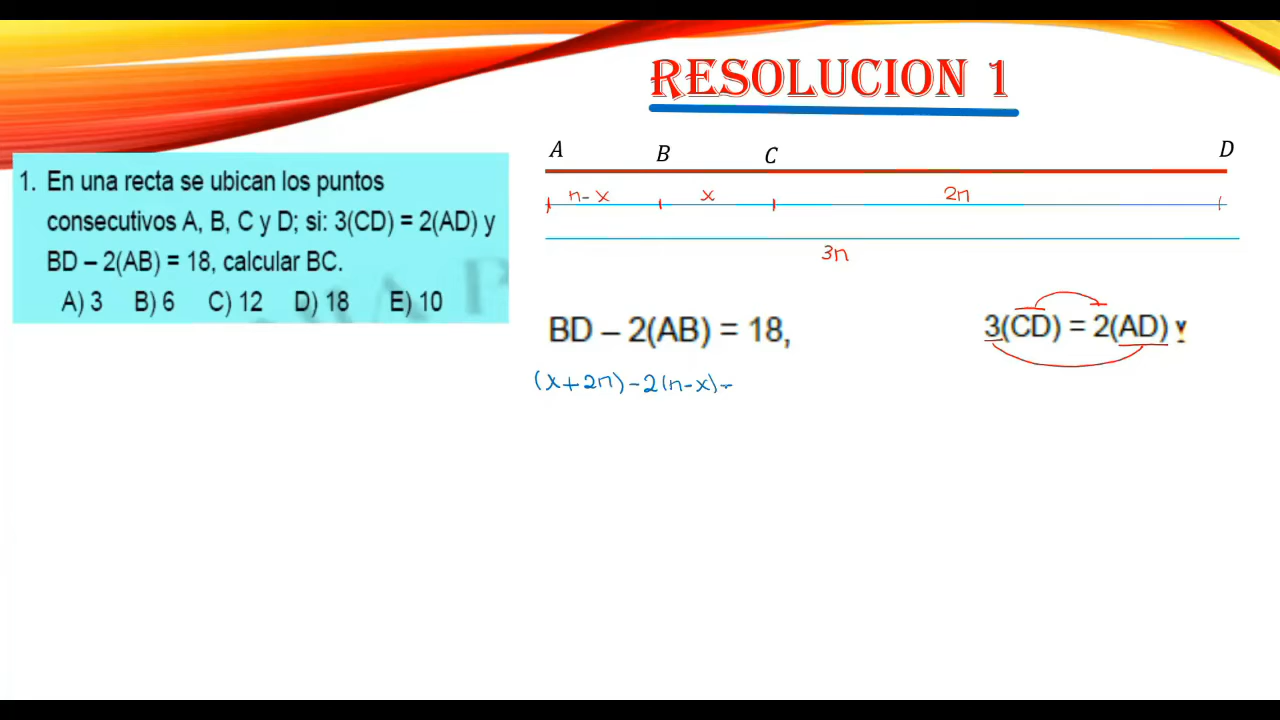 RESOLUCION 1
1. En una recta se ubican los puntos
consecutivos A, B, C y D; si: 3(CD) = 2(AD) y
BD – 2(AB) = 18, calcular BC.
A) 3 B) 6 C) 12 D) 18 E) 10
A B C D
n-x x 2n
3n
BD – 2(AB) = 18,
3(CD) = 2(AD) y
(x+2n)-2(n-x)-